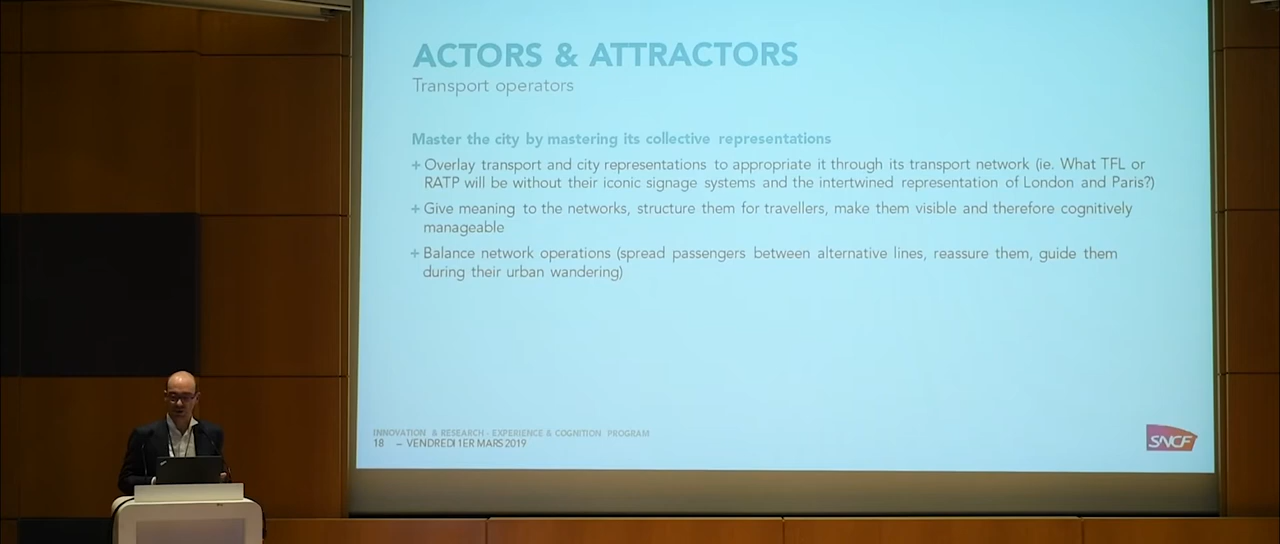 ACTORS & ATTRACTORS
Transport operators
Master the city by mastering its collective representations
+ Overlay transport and city representations to appropriate it through its transport network (ie. What TFL or
RATP will be without their iconic signage systems and the intertwined representation of London and Paris?)
+ Give meaning to the networks, structure them for travellers, make them visible and therefore cognitively
manageable
+ Balance network operations (spread passengers between alternative lines, reassure them, guide them
during their urban wandering)
INNOVATION & RESEARCH - EXPERIENCE & COGNITION PROGRAM
18 – VENDREDI 1ER MARS 2019
SNCF